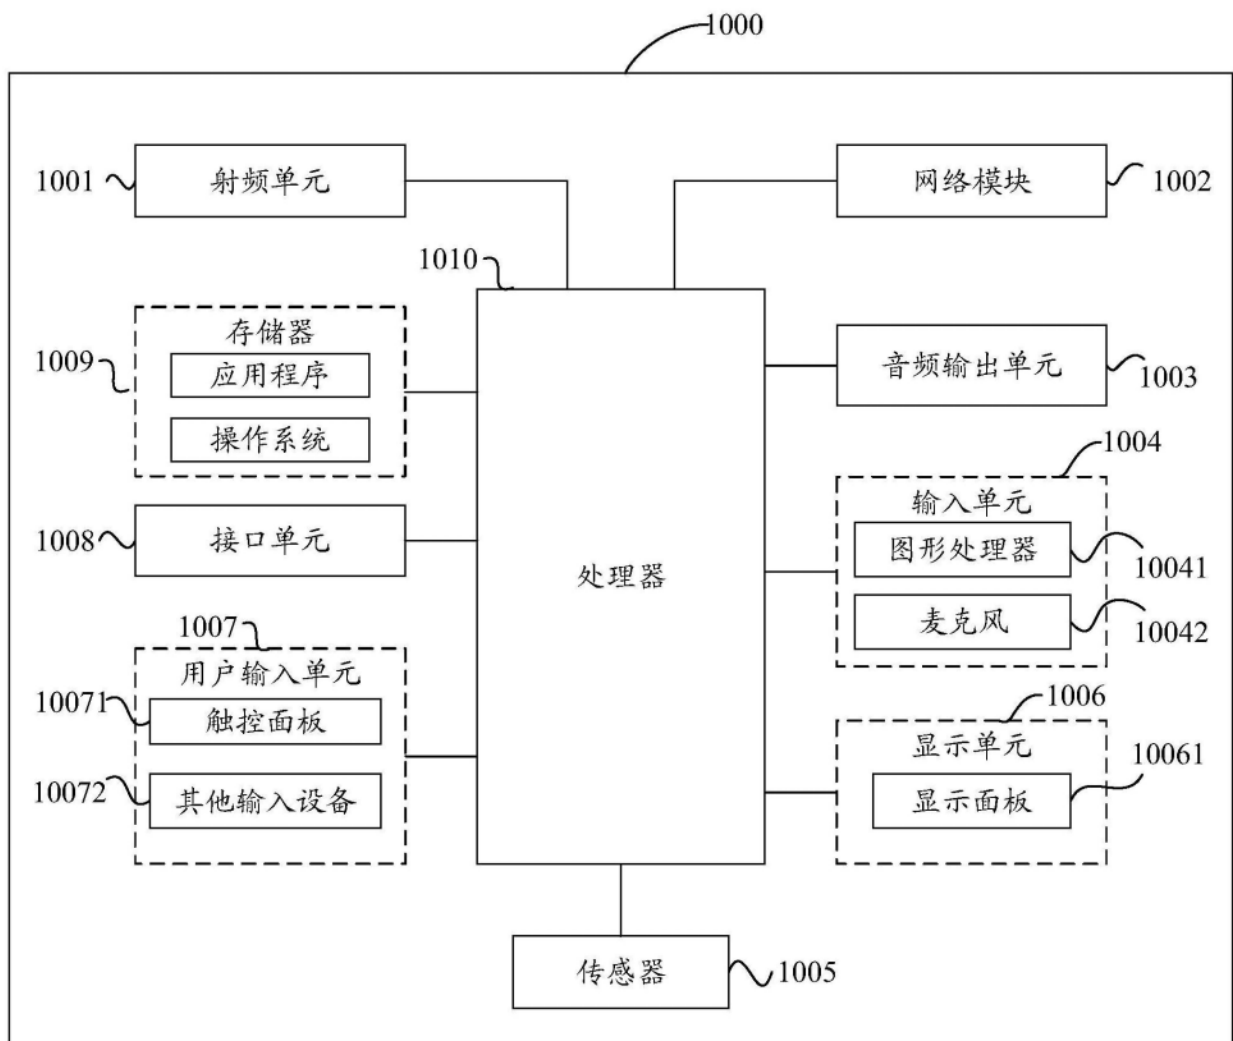 1000
1001
射频单元
网络模块
1002
1010
存储器
1009
应用程序
操作系统
音频输出单元
1003
1004
输入单元
图形处理器
10041
麦克风
10042
1008
接口单元
处理器
1007
用户输入单元
10071
触控面板
10072
其他输入设备
1006
显示单元
10061
显示面板
传感器
1005